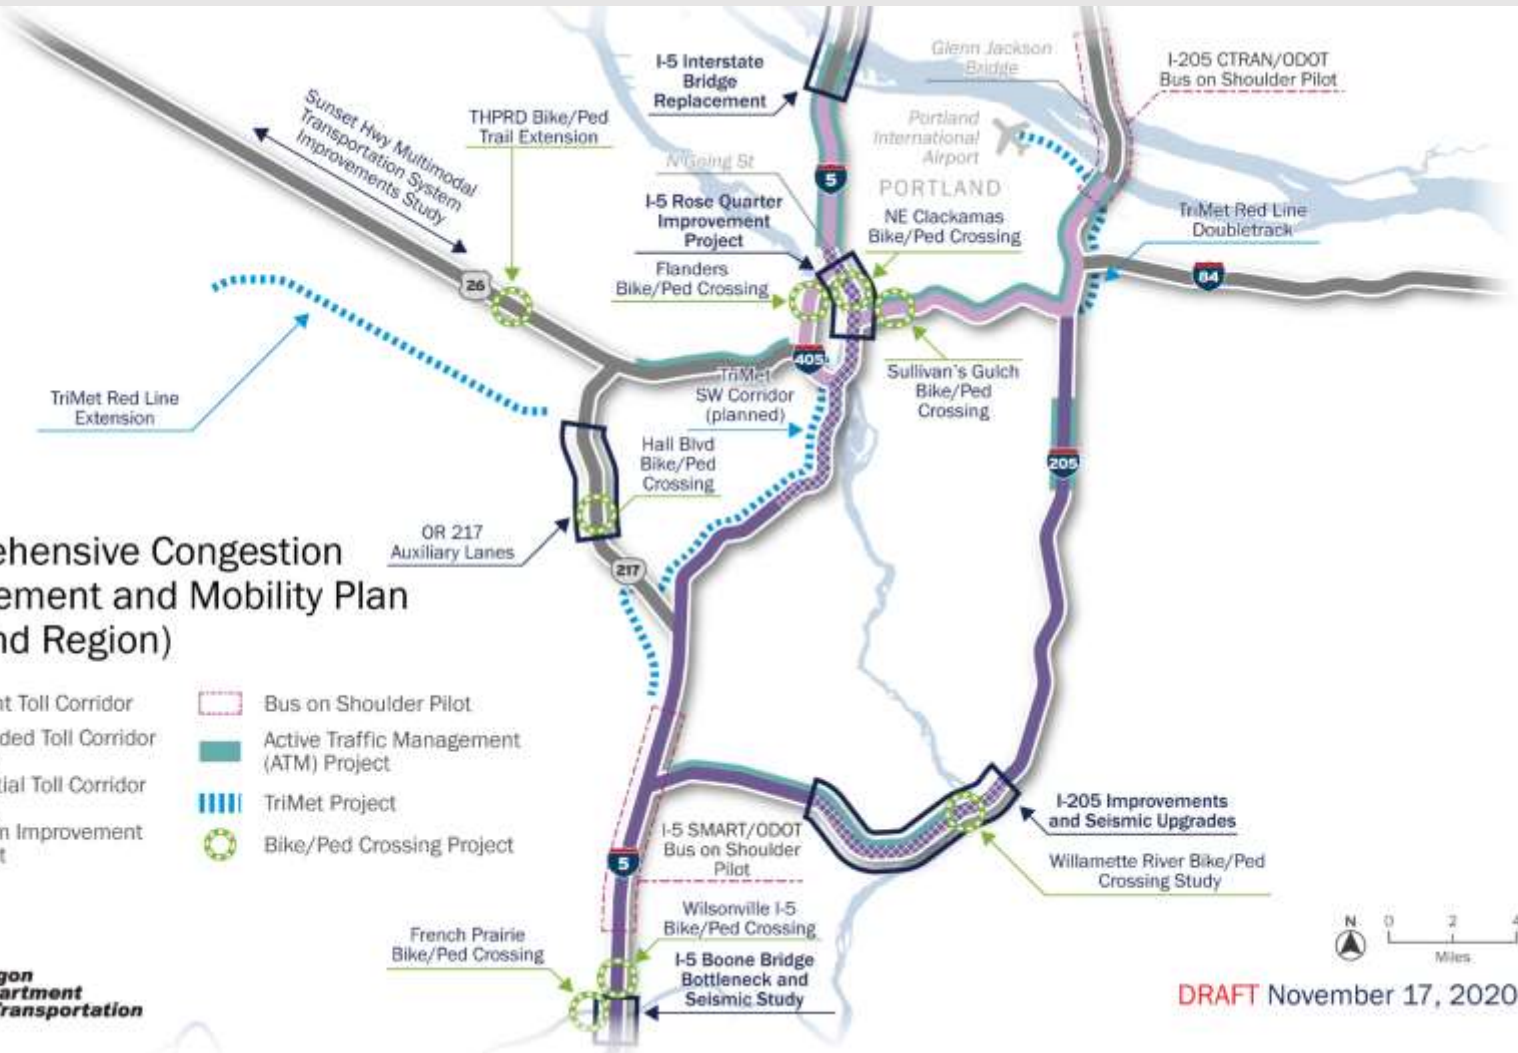 I-5 Interstate
Bridge
Replacement
Glenn Jackson
Bridge
I-205 CTRAN/ODOT
Bus on Shoulder Pilot
Sunset Hwy Multimodal
Transportation System
Improvements Study
THPRD Bike/Ped
Trail Extension
Portland
International
Airport
N Going St
5
PORTLAND
I-5 Rose Quarter
Improvement
Project
NE Clackamas
Bike/Ped Crossing
TriMet Red Line
Doubletrack
Flanders
Bike/Ped Crossing
26
84
405
TriMet
SW Corridor
(planned)
Sullivan's Gulch
Bike/Ped
Crossing
TriMet Red Line
Extension
Hall Blvd
Bike/Ped
Crossing
205
OR 217
Auxiliary Lanes
217
ehensive Congestion
ement and Mobility Plan
nd Region)
nt Toll Corridor
ded Toll Corridor
tial Toll Corridor
n Improvement
t
Bus on Shoulder Pilot
Active Traffic Management
(ATM) Project
TriMet Project
Bike/Ped Crossing Project
I-5 SMART/ODOT
Bus on Shoulder
Pilot
5
I-205 Improvements
and Seismic Upgrades
Willamette River Bike/Ped
Crossing Study
Wilsonville I-5
Bike/Ped Crossing
French Prairie
Bike/Ped Crossing
I-5 Boone Bridge
Bottleneck and
Seismic Study
N 0 2 4
Miles
gon
artment
Transportation
DRAFT November 17, 2020